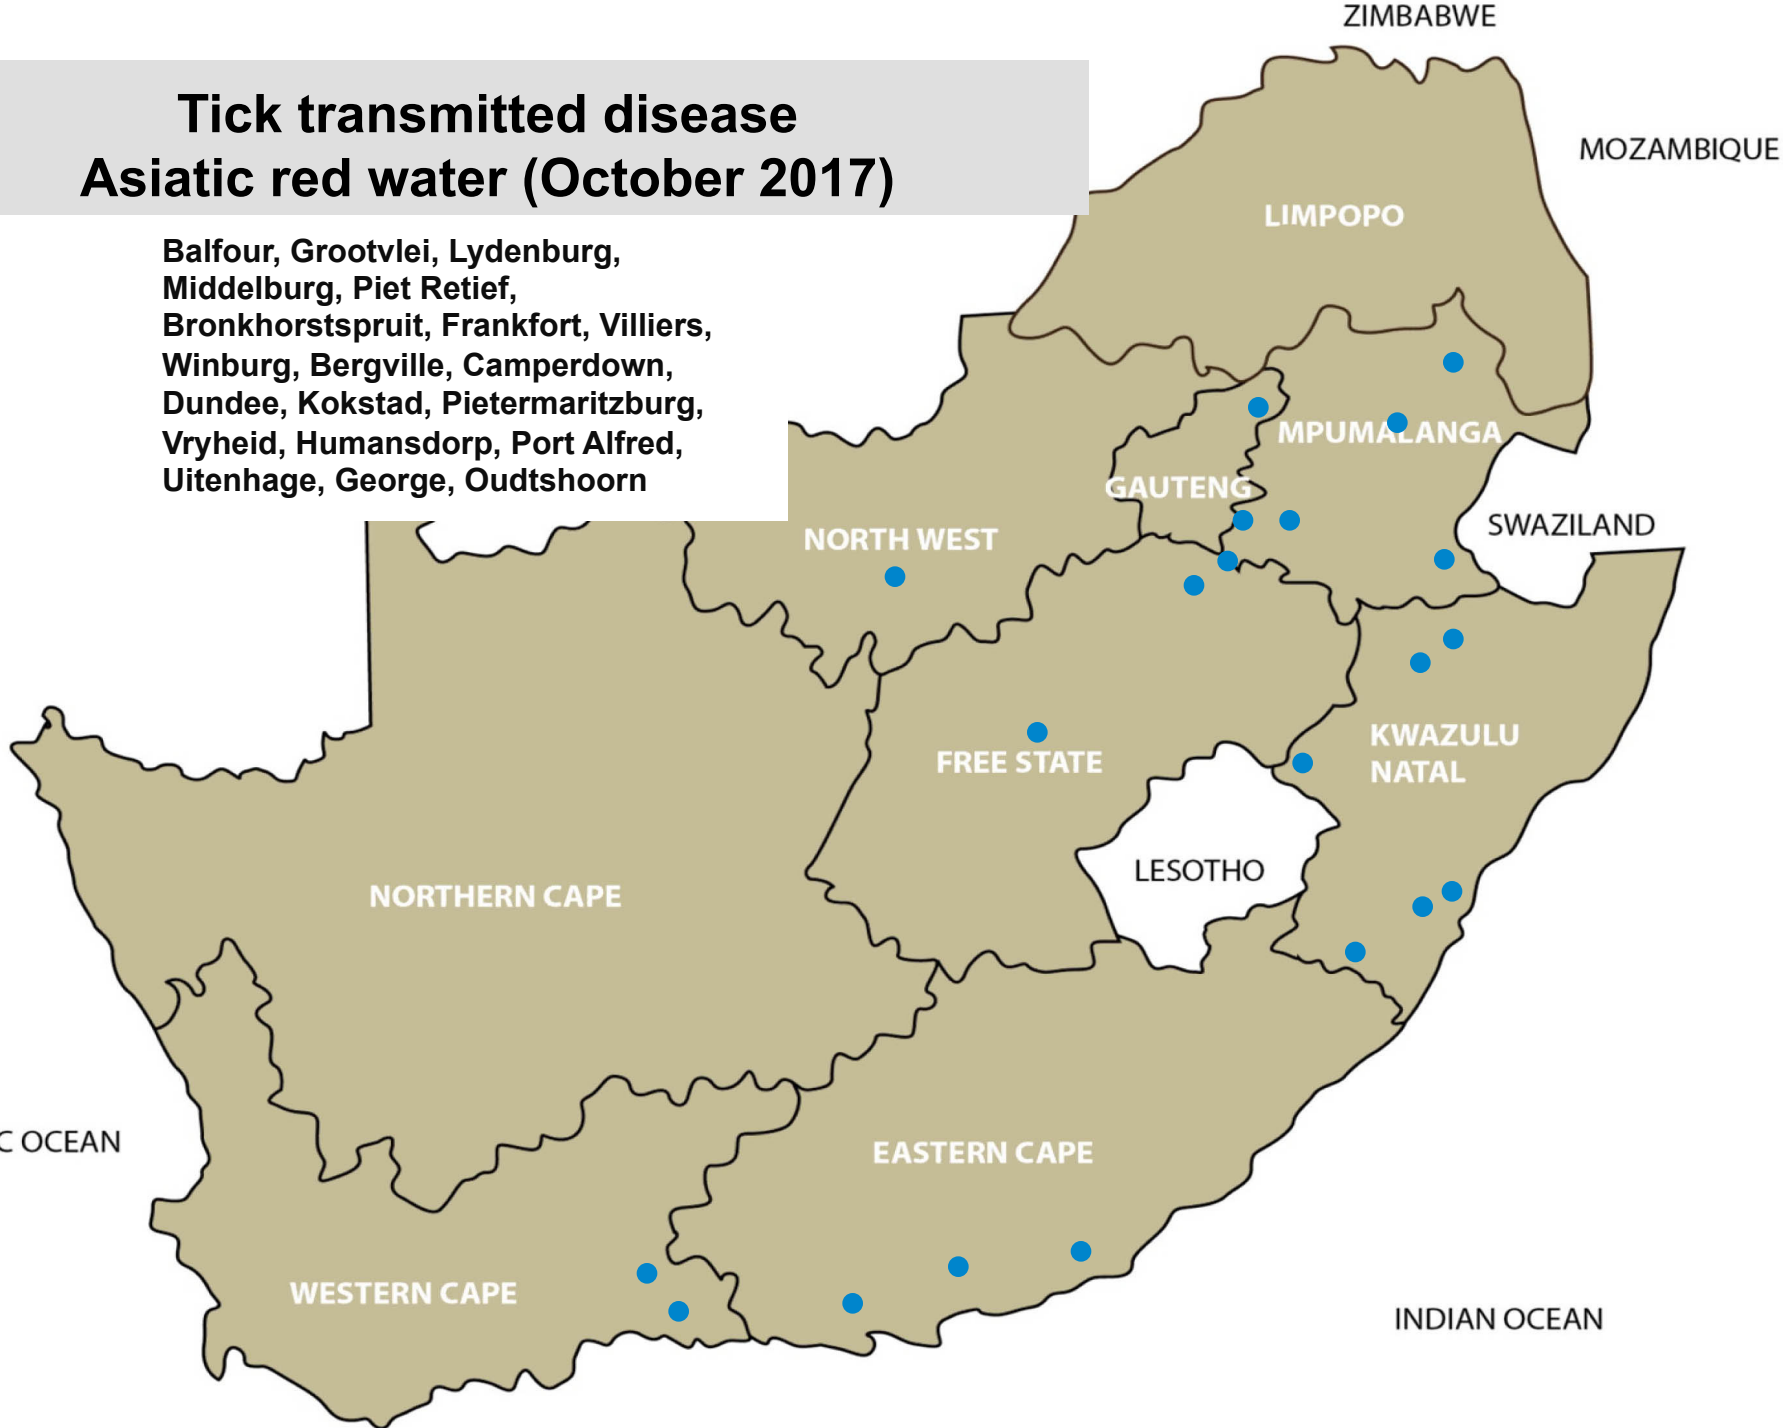 ZIMBABWE
Tick transmitted disease
Asiatic red water (October 2017)
MOZAMBIQUE
LIMPOPO
Balfour, Grootvlei, Lydenburg,
Middelburg, Piet Retief,
Bronkhorstspruit, Frankfort, Villiers,
Winburg, Bergville, Camperdown,
Dundee, Kokstad, Pietermaritzburg,
Vryheid, Humansdorp, Port Alfred,
Uitenhage, George, Oudtshoorn
MPUMALANGA
GAUTENG
SWAZILAND
NORTH WEST
KWAZULU
NATAL
FREE STATE
LESOTHO
NORTHERN CAPE
C OCEAN
EASTERN CAPE
WESTERN CAPE
INDIAN OCEAN